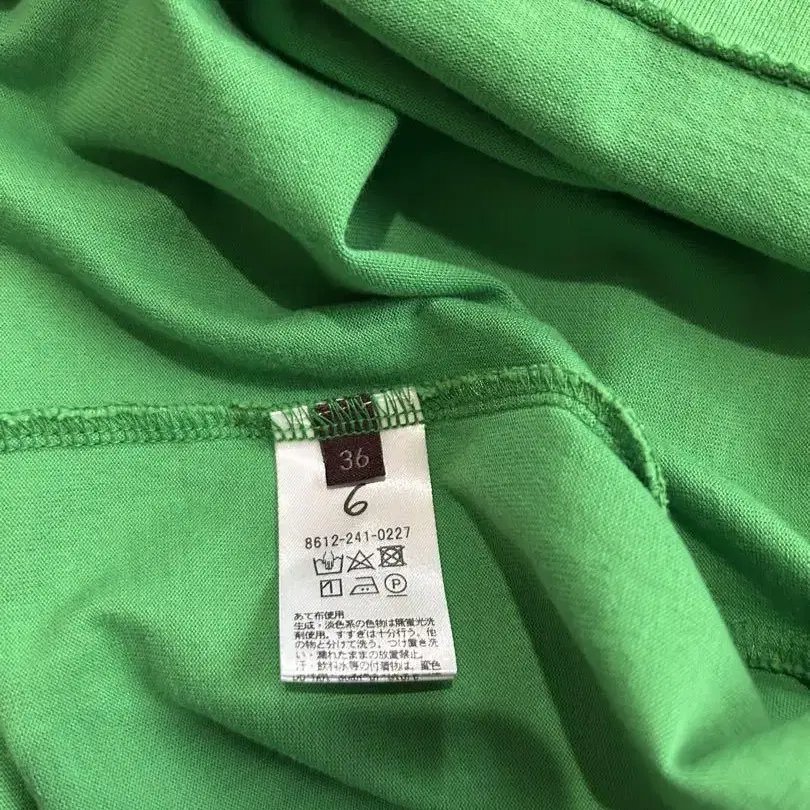 36
6
8612-241-0227
P
あて布使用
生成・淡色系の色物は無蛍光洗
剤使用。すすぎは十分行う。他
の物と分けて洗う。つけ置き洗
い・濡れたままの放置禁止。
汗・飲料水等の付着物は、変色